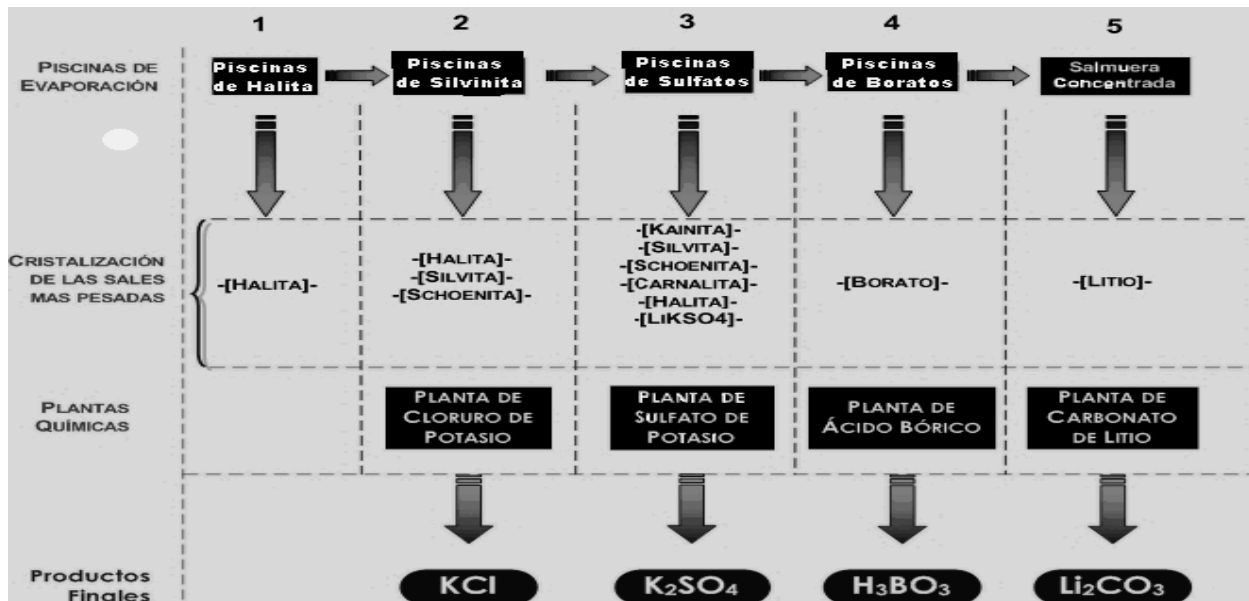 1 2 3 4 5
PISCINAS DE
EVAPORACIÓN
Piscinas
de Halita
Piscinas
de Silvinita
Piscinas
de Sulfatos
Piscinas
de Boratos
Salmuera
Concentrada
CRISTALIZACIÓN
DE LAS SALES
MAS PESADAS
-[HALITA]-
-[HALITA]-
-[SILVITA]-
-[SCHOENITA]-
-[KAINITA]-
-[SILVITA]-
-[SCHOENITA]-
-[CARNALITA]-
-[HALITA]-
-[LIKSO4]-
-[BORATO]-
-[LITIO]-
PLANTAS
QUÍMICAS
PLANTA DE
CLORURO DE
POTASIO
PLANTA DE
SULFATO DE
POTASIO
PLANTA DE
ÁCIDO BÓRICO
PLANTA DE
CARBONATO
DE LITIO
Productos
Finales
KCl
K₂SO₄
H₃BO₃
Li₂CO₃